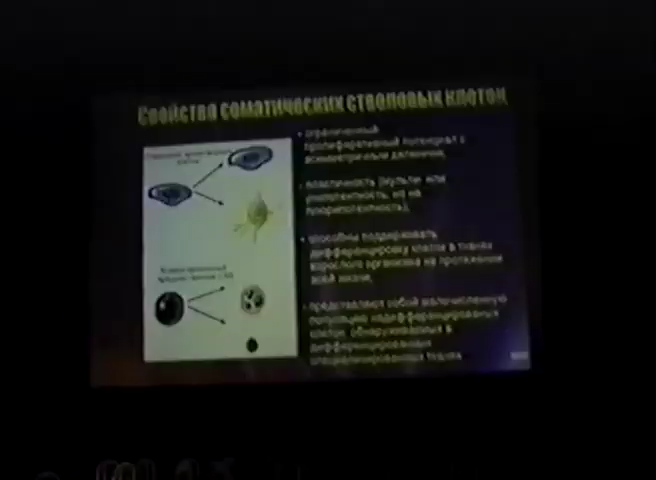 Свойства соматических стволовых клеток
• ограниченный
пролиферативный потенциал с
асимметричным делением,
• пластичность (мульти или
унипотентность, но не
плюрипотентность),
• способны поддерживать
дифференцировку клеток в тканях
взрослого организма на протяжении
всей жизни,
• представляют собой малочисленную
популяцию недифференцированных
клеток, обнаруживаемых в
дифференцированных
специализированных тканях